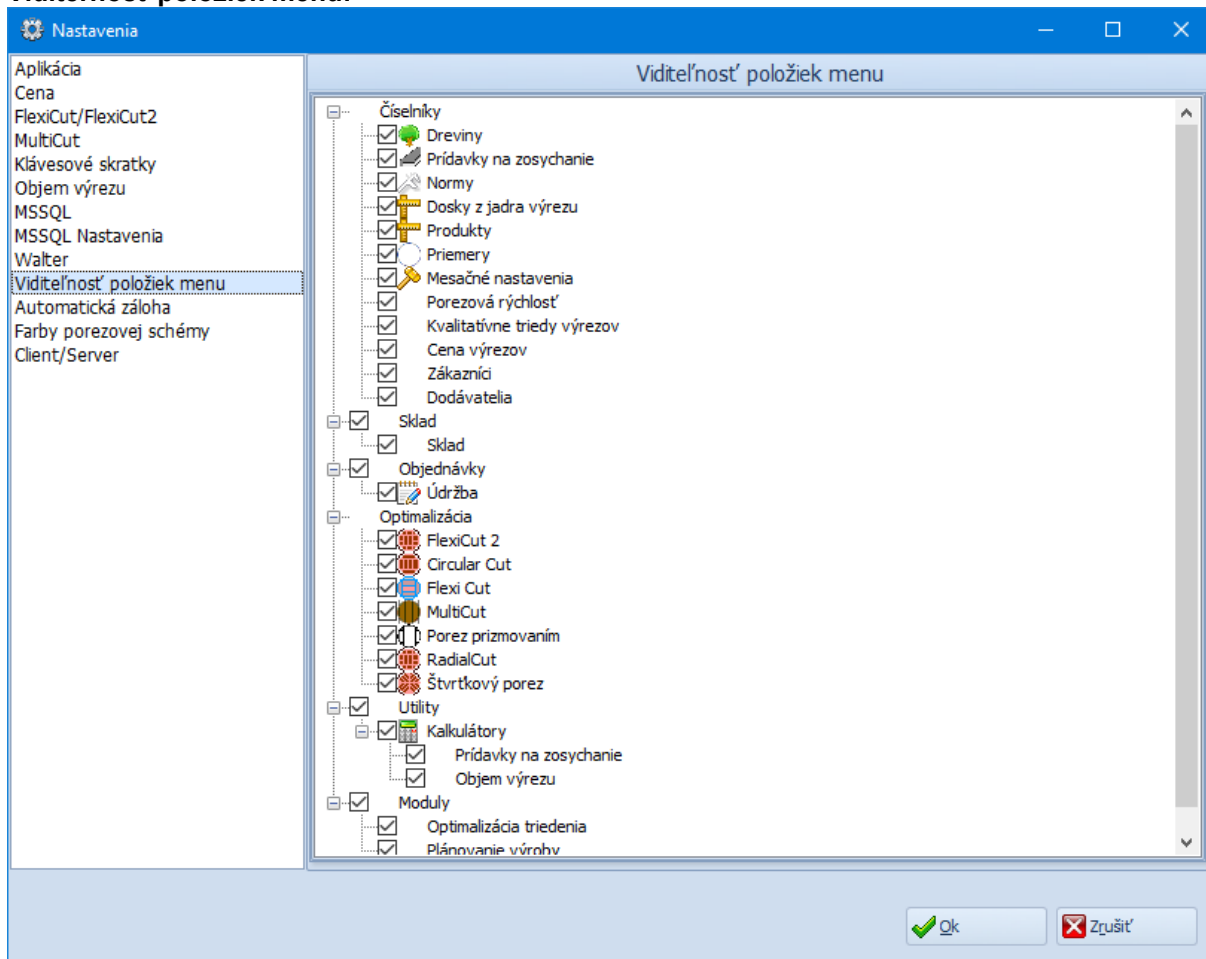 Viditeľnosť položiek menu:
Nastavenia
Aplikácia
Cena
FlexiCut/FlexiCut2
MultiCut
Klávesové skratky
Objem výrezu
MSSQL
MSSQL Nastavenia
Walter
Viditeľnosť položiek menu
Automatická záloha
Farby porezovej schémy
Client/Server
Viditeľnosť položiek menu
Číselníky
Dreviny
Prídavky na zosychanie
Normy
Dosky z jadra výrezu
Produkty
Priemery
Mesačné nastavenia
Porezová rýchlosť
Kvalitatívne triedy výrezov
Cena výrezov
Zákazníci
Dodávatelia
Sklad
Sklad
Objednávky
Údržba
Optimalizácia
FlexiCut 2
Circular Cut
Flexi Cut
MultiCut
Porez prizmovaním
RadialCut
Štvrtkový porez
Utility
Kalkulátory
Prídavky na zosychanie
Objem výrezu
Moduly
Optimalizácia triedenia
Plánovanie výroby
Ok
Zrušiť